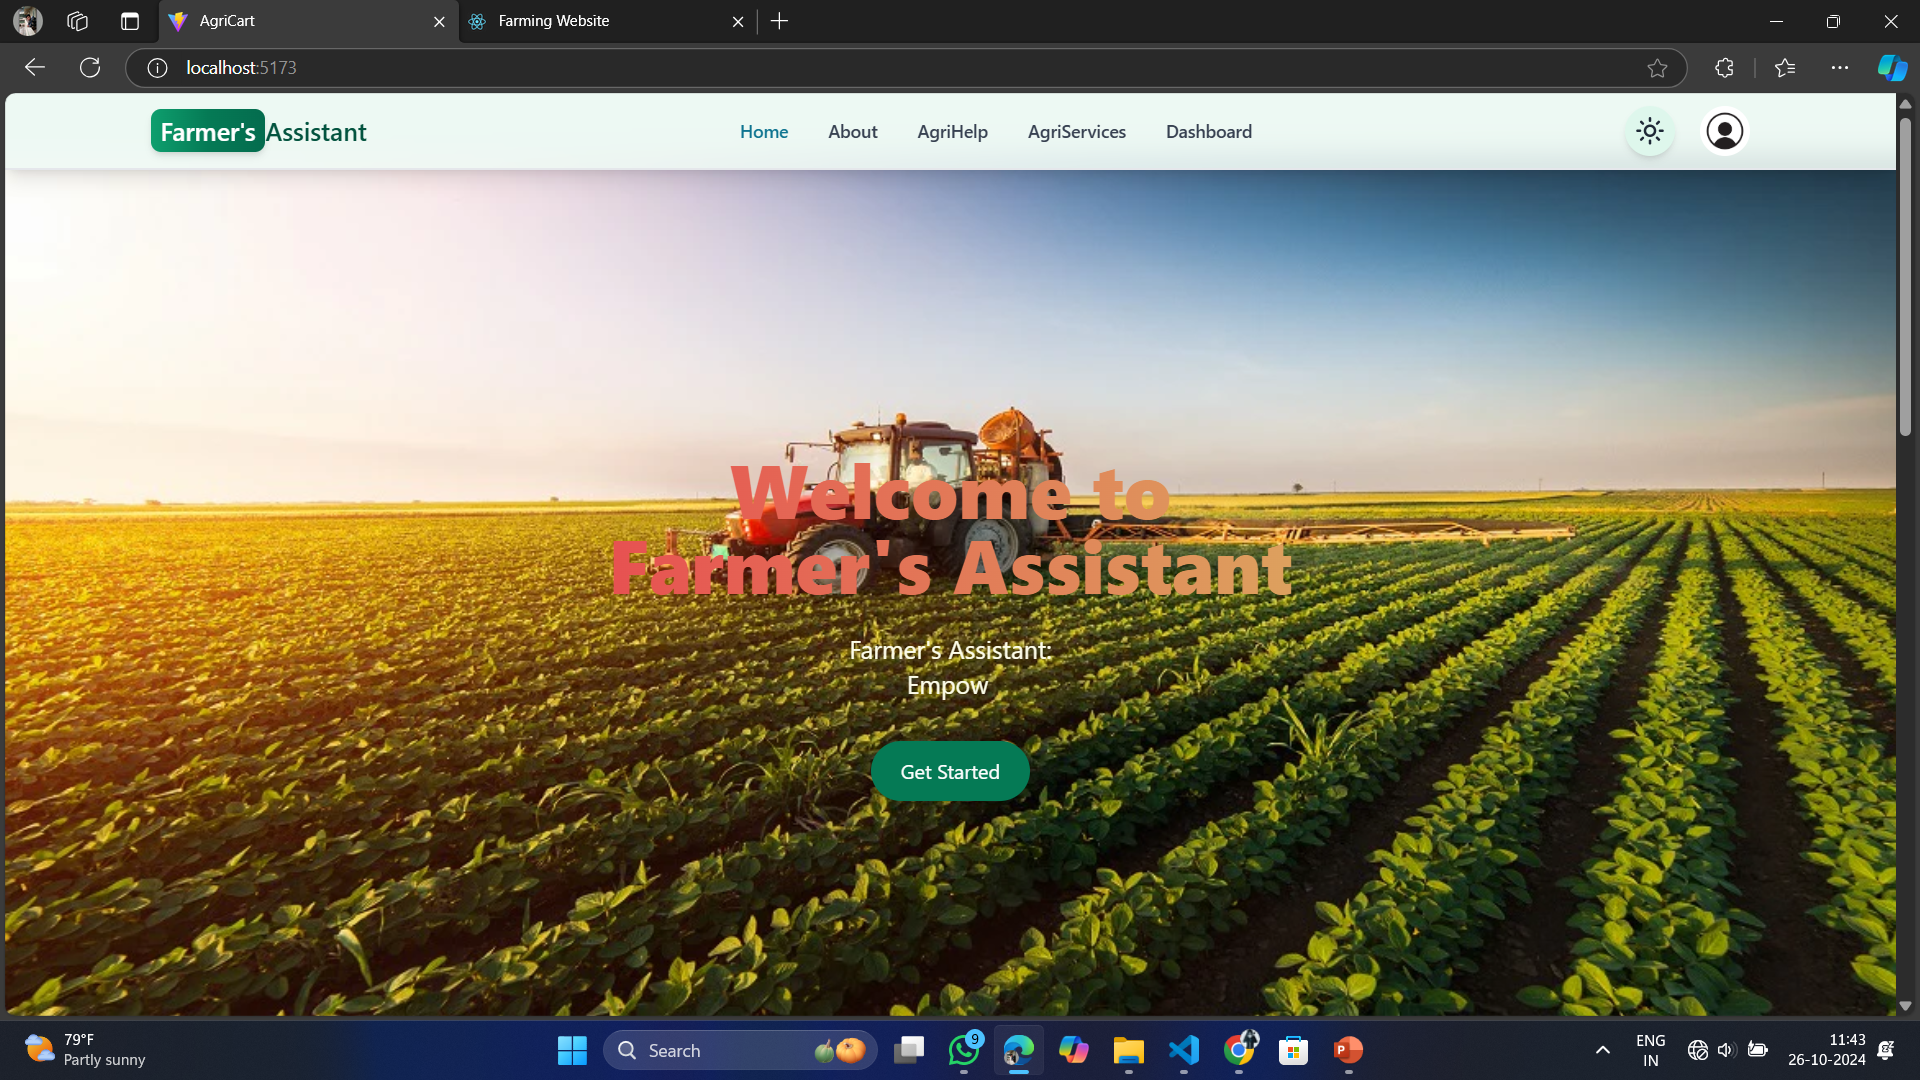 AgriCart
Farming Website
localhost:5173
Farmer's Assistant
Home
About
AgriHelp
AgriServices
Dashboard
Welcome to
Farmer's Assistant
Farmer's Assistant:
Empow
Get Started
79°F
Partly sunny
Search
9
P
ENG
IN
11:43
26-10-2024